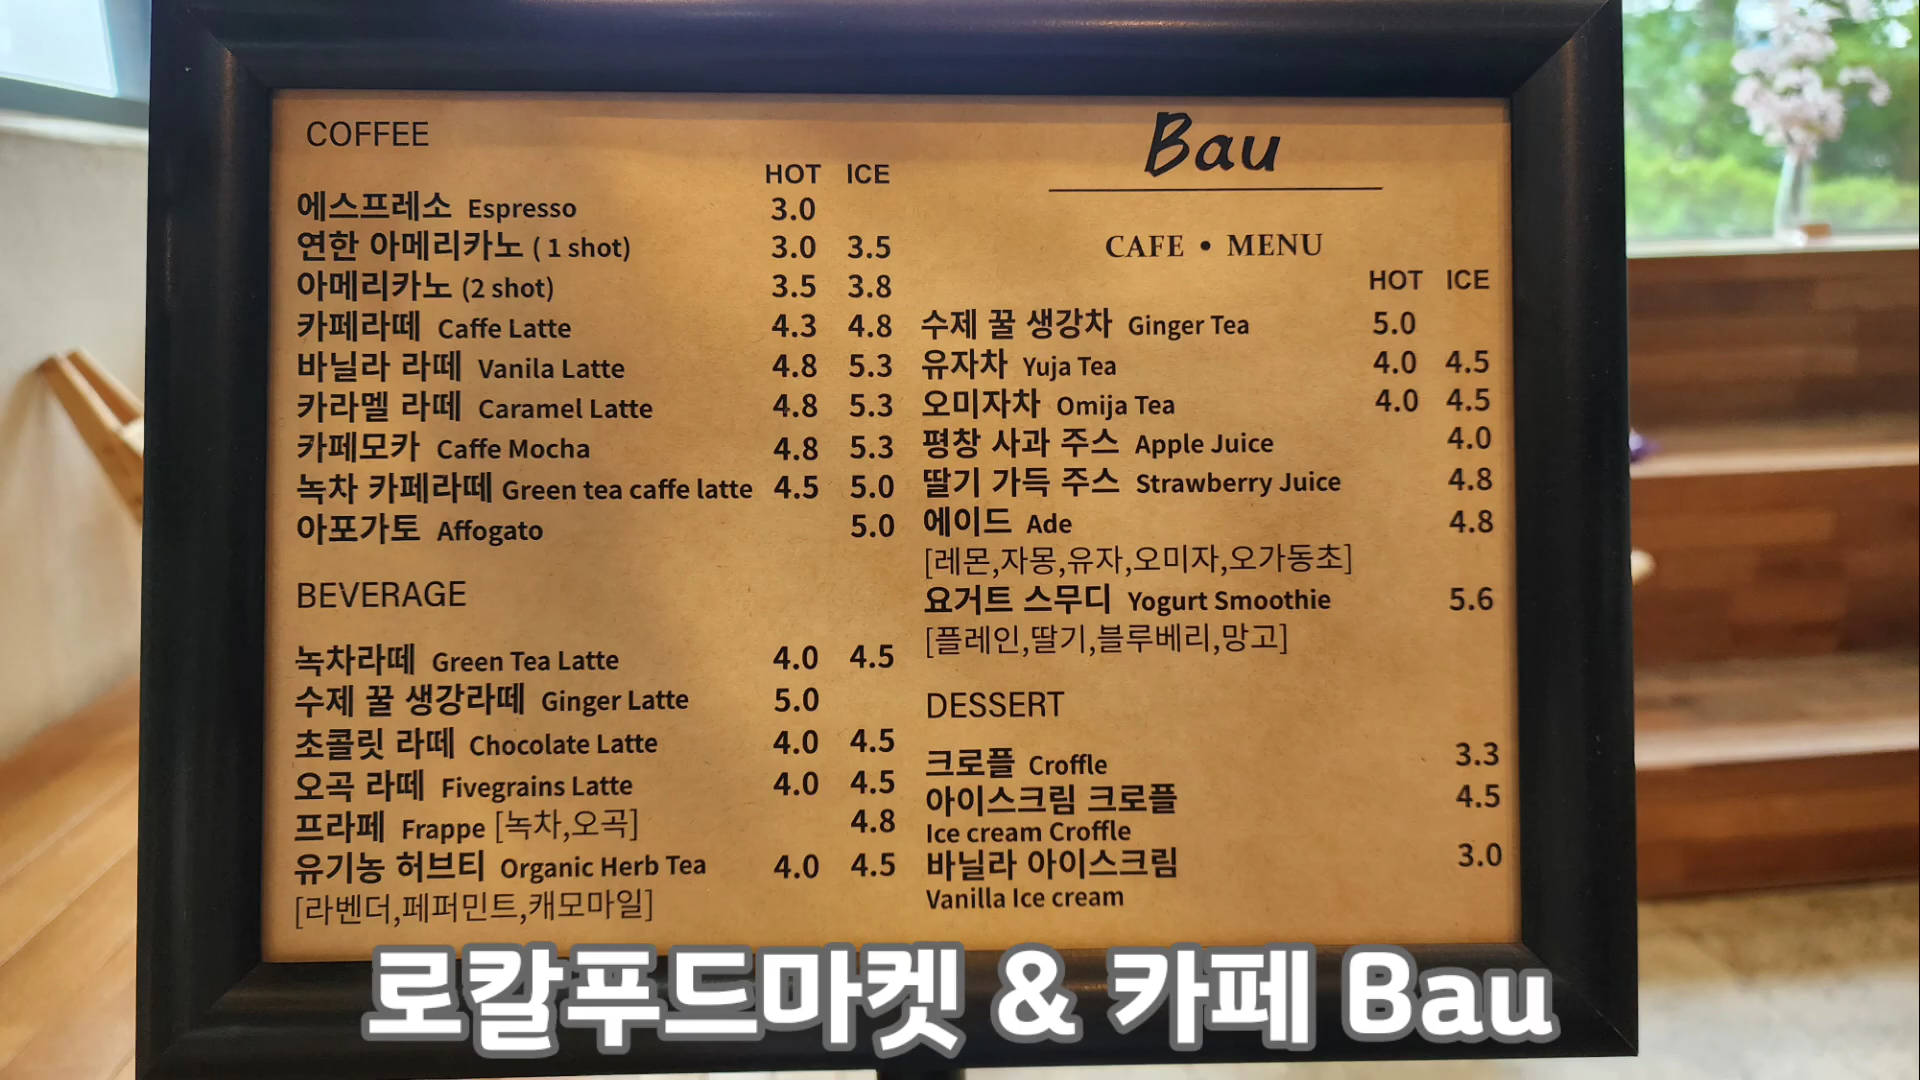 COFFEE
HOT ICE
에스프레소 Espresso 3.0
연한 아메리카노 ( 1 shot) 3.0 3.5
아메리카노 (2 shot) 3.5 3.8
카페라떼 Caffe Latte 4.3 4.8
바닐라 라떼 Vanila Latte 4.8 5.3
카라멜 라떼 Caramel Latte 4.8 5.3
카페모카 Caffe Mocha 4.8 5.3
녹차 카페라떼 Green tea caffe latte 4.5 5.0
아포가토 Affogato 5.0
BEVERAGE
녹차라떼 Green Tea Latte 4.0 4.5
수제 꿀 생강라떼 Ginger Latte 5.0
초콜릿 라떼 Chocolate Latte 4.0 4.5
오곡 라떼 Fivegrains Latte 4.0 4.5
프라페 Frappe [녹차,오곡] 4.8
유기농 허브티 Organic Herb Tea 4.0 4.5
[라벤더,페퍼민트,캐모마일]
Bau
CAFE • MENU
HOT ICE
수제 꿀 생강차 Ginger Tea 5.0
유자차 Yuja Tea 4.0 4.5
오미자차 Omija Tea 4.0 4.5
평창 사과 주스 Apple Juice 4.0
딸기 가득 주스 Strawberry Juice 4.8
에이드 Ade 4.8
[레몬,자몽,유자,오미자,오가동초]
요거트 스무디 Yogurt Smoothie 5.6
[플레인,딸기,블루베리,망고]
DESSERT
크로플 Croffle 3.3
아이스크림 크로플 4.5
Ice cream Croffle
바닐라 아이스크림 3.0
Vanilla Ice cream
로칼푸드마켓 & 카페 Bau